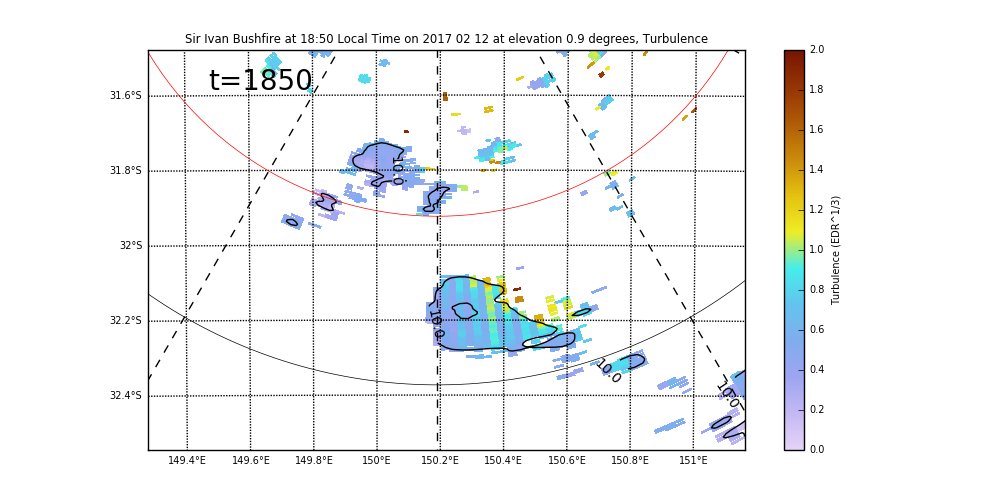 Sir Ivan Bushfire at 18:50 Local Time on 2017 02 12 at elevation 0.9 degrees, Turbulence
t=1850
31.6°S
31.8°S
32°S
32.2°S
32.4°S
149.4°E 149.6°E 149.8°E 150°E 150.2°E 150.4°E 150.6°E 150.8°E 151°E
10.0
10.0
10.0
10.0
2.0
1.8
1.6
1.4
1.2
1.0
0.8
0.6
0.4
0.2
0.0
Turbulence (EDR^1/3)